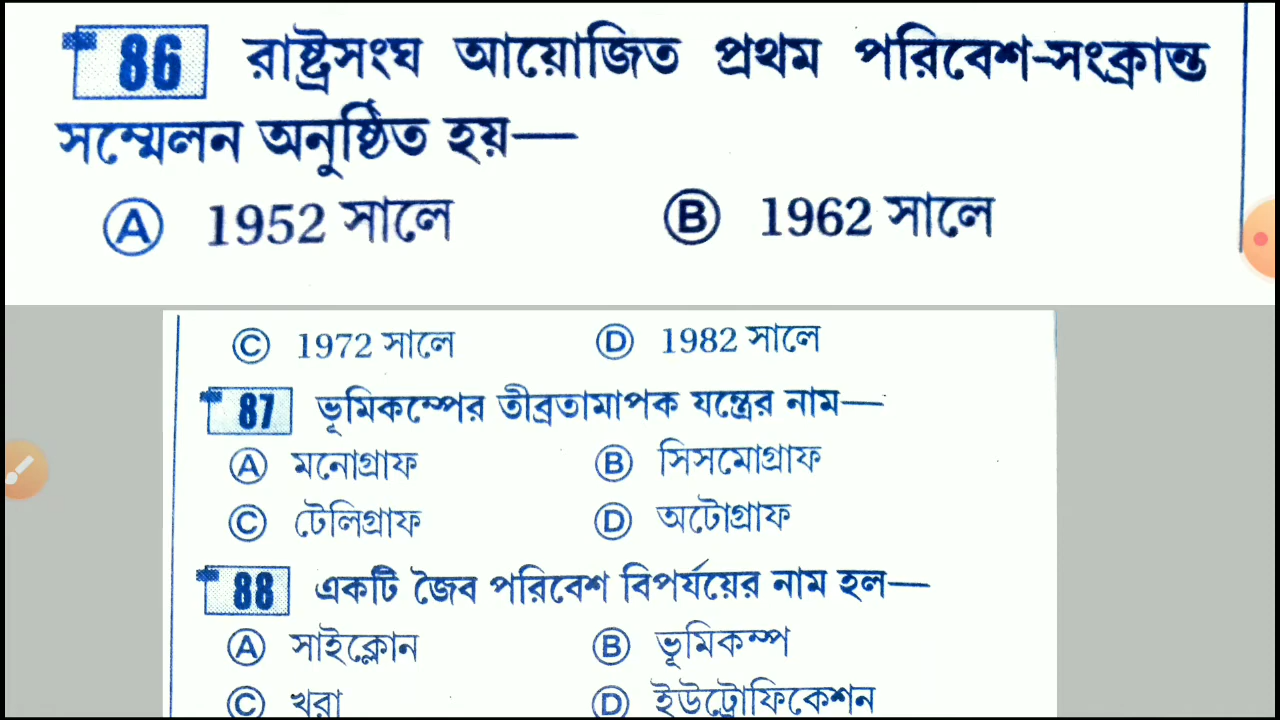 86 রাষ্ট্রসংঘ আয়োজিত প্রথম পরিবেশ-সংক্রান্ত
সম্মেলন অনুষ্ঠিত হয়—
Ⓐ 1952 সালে Ⓑ 1962 সালে
Ⓒ 1972 সালে Ⓓ 1982 সালে
87 ভূমিকম্পের তীব্রতামাপক যন্ত্রের নাম—
Ⓐ মনোগ্রাফ Ⓑ সিসমোগ্রাফ
Ⓒ টেলিগ্রাফ Ⓓ অটোগ্রাফ
88 একটি জৈব পরিবেশ বিপর্যয়ের নাম হল—
Ⓐ সাইক্লোন Ⓑ ভূমিকম্প
Ⓒ খরা Ⓓ ইউট্রোফিকেশন